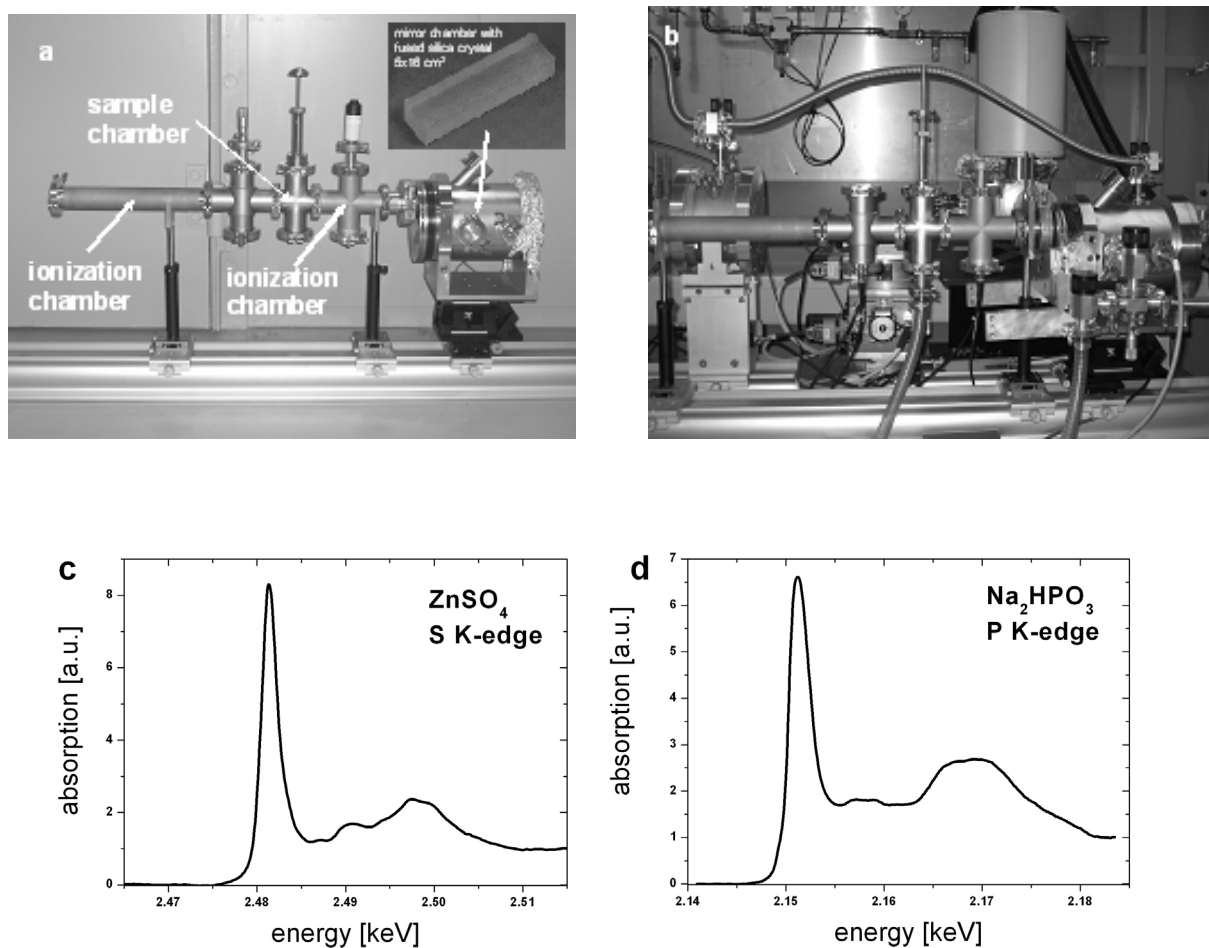 a
mirror chamber with
fused silica crystal
5x16 cm³
sample
chamber
ionization
chamber
ionization
chamber
b
c
ZnSO₄
S K-edge
absorption [a.u.]
8
6
4
2
0
2.47 2.48 2.49 2.50 2.51
energy [keV]
d
Na₂HPO₃
P K-edge
absorption [a.u.]
7
6
5
4
3
2
1
0
2.14 2.15 2.16 2.17 2.18
energy [keV]